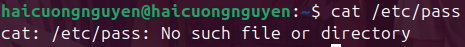 haicuongnguyen@haicuongnguyen:~$ cat /etc/pass
cat: /etc/pass: No such file or directory